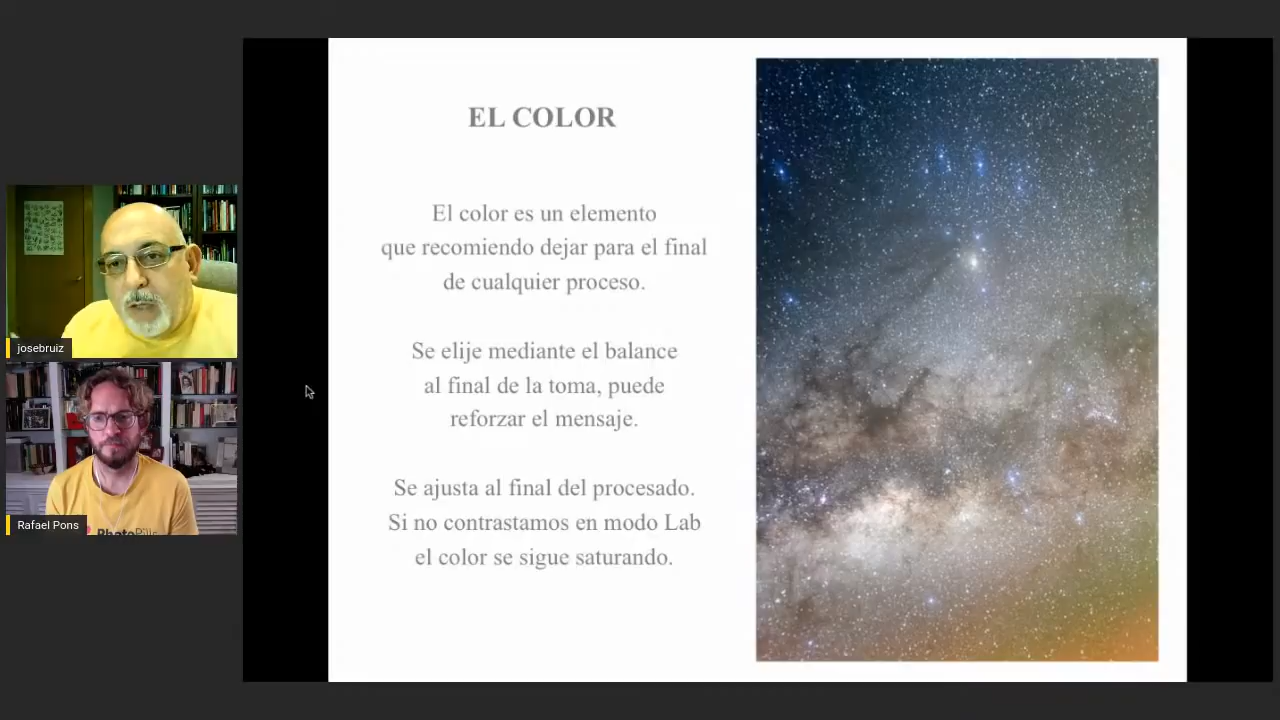 EL COLOR
El color es un elemento
que recomiendo dejar para el final
de cualquier proceso.
Se elije mediante el balance
al final de la toma, puede
reforzar el mensaje.
Se ajusta al final del procesado.
Si no contrastamos en modo Lab
el color se sigue saturando.
josebruiz
Rafael Pons
PhotoPills